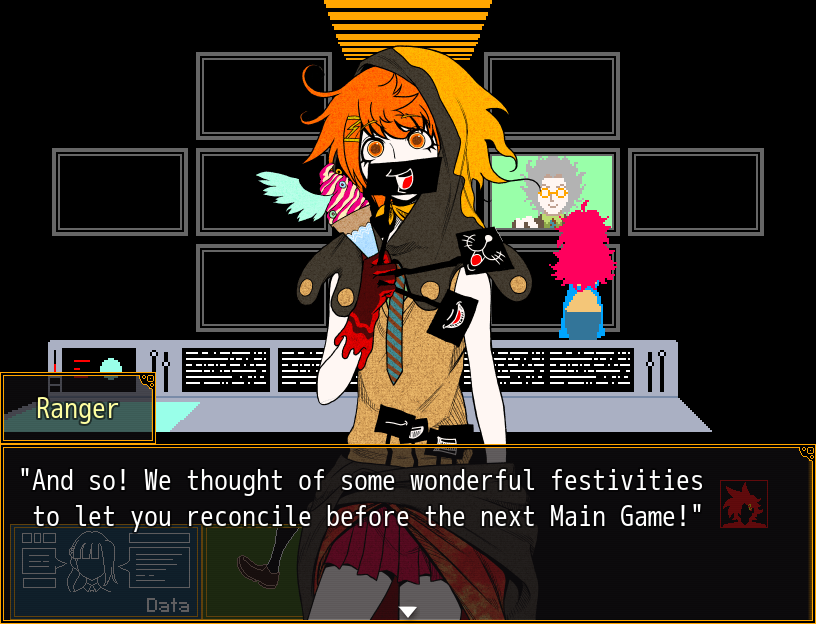 Ranger
"And so! We thought of some wonderful festivities
to let you reconcile before the next Main Game!"
Data